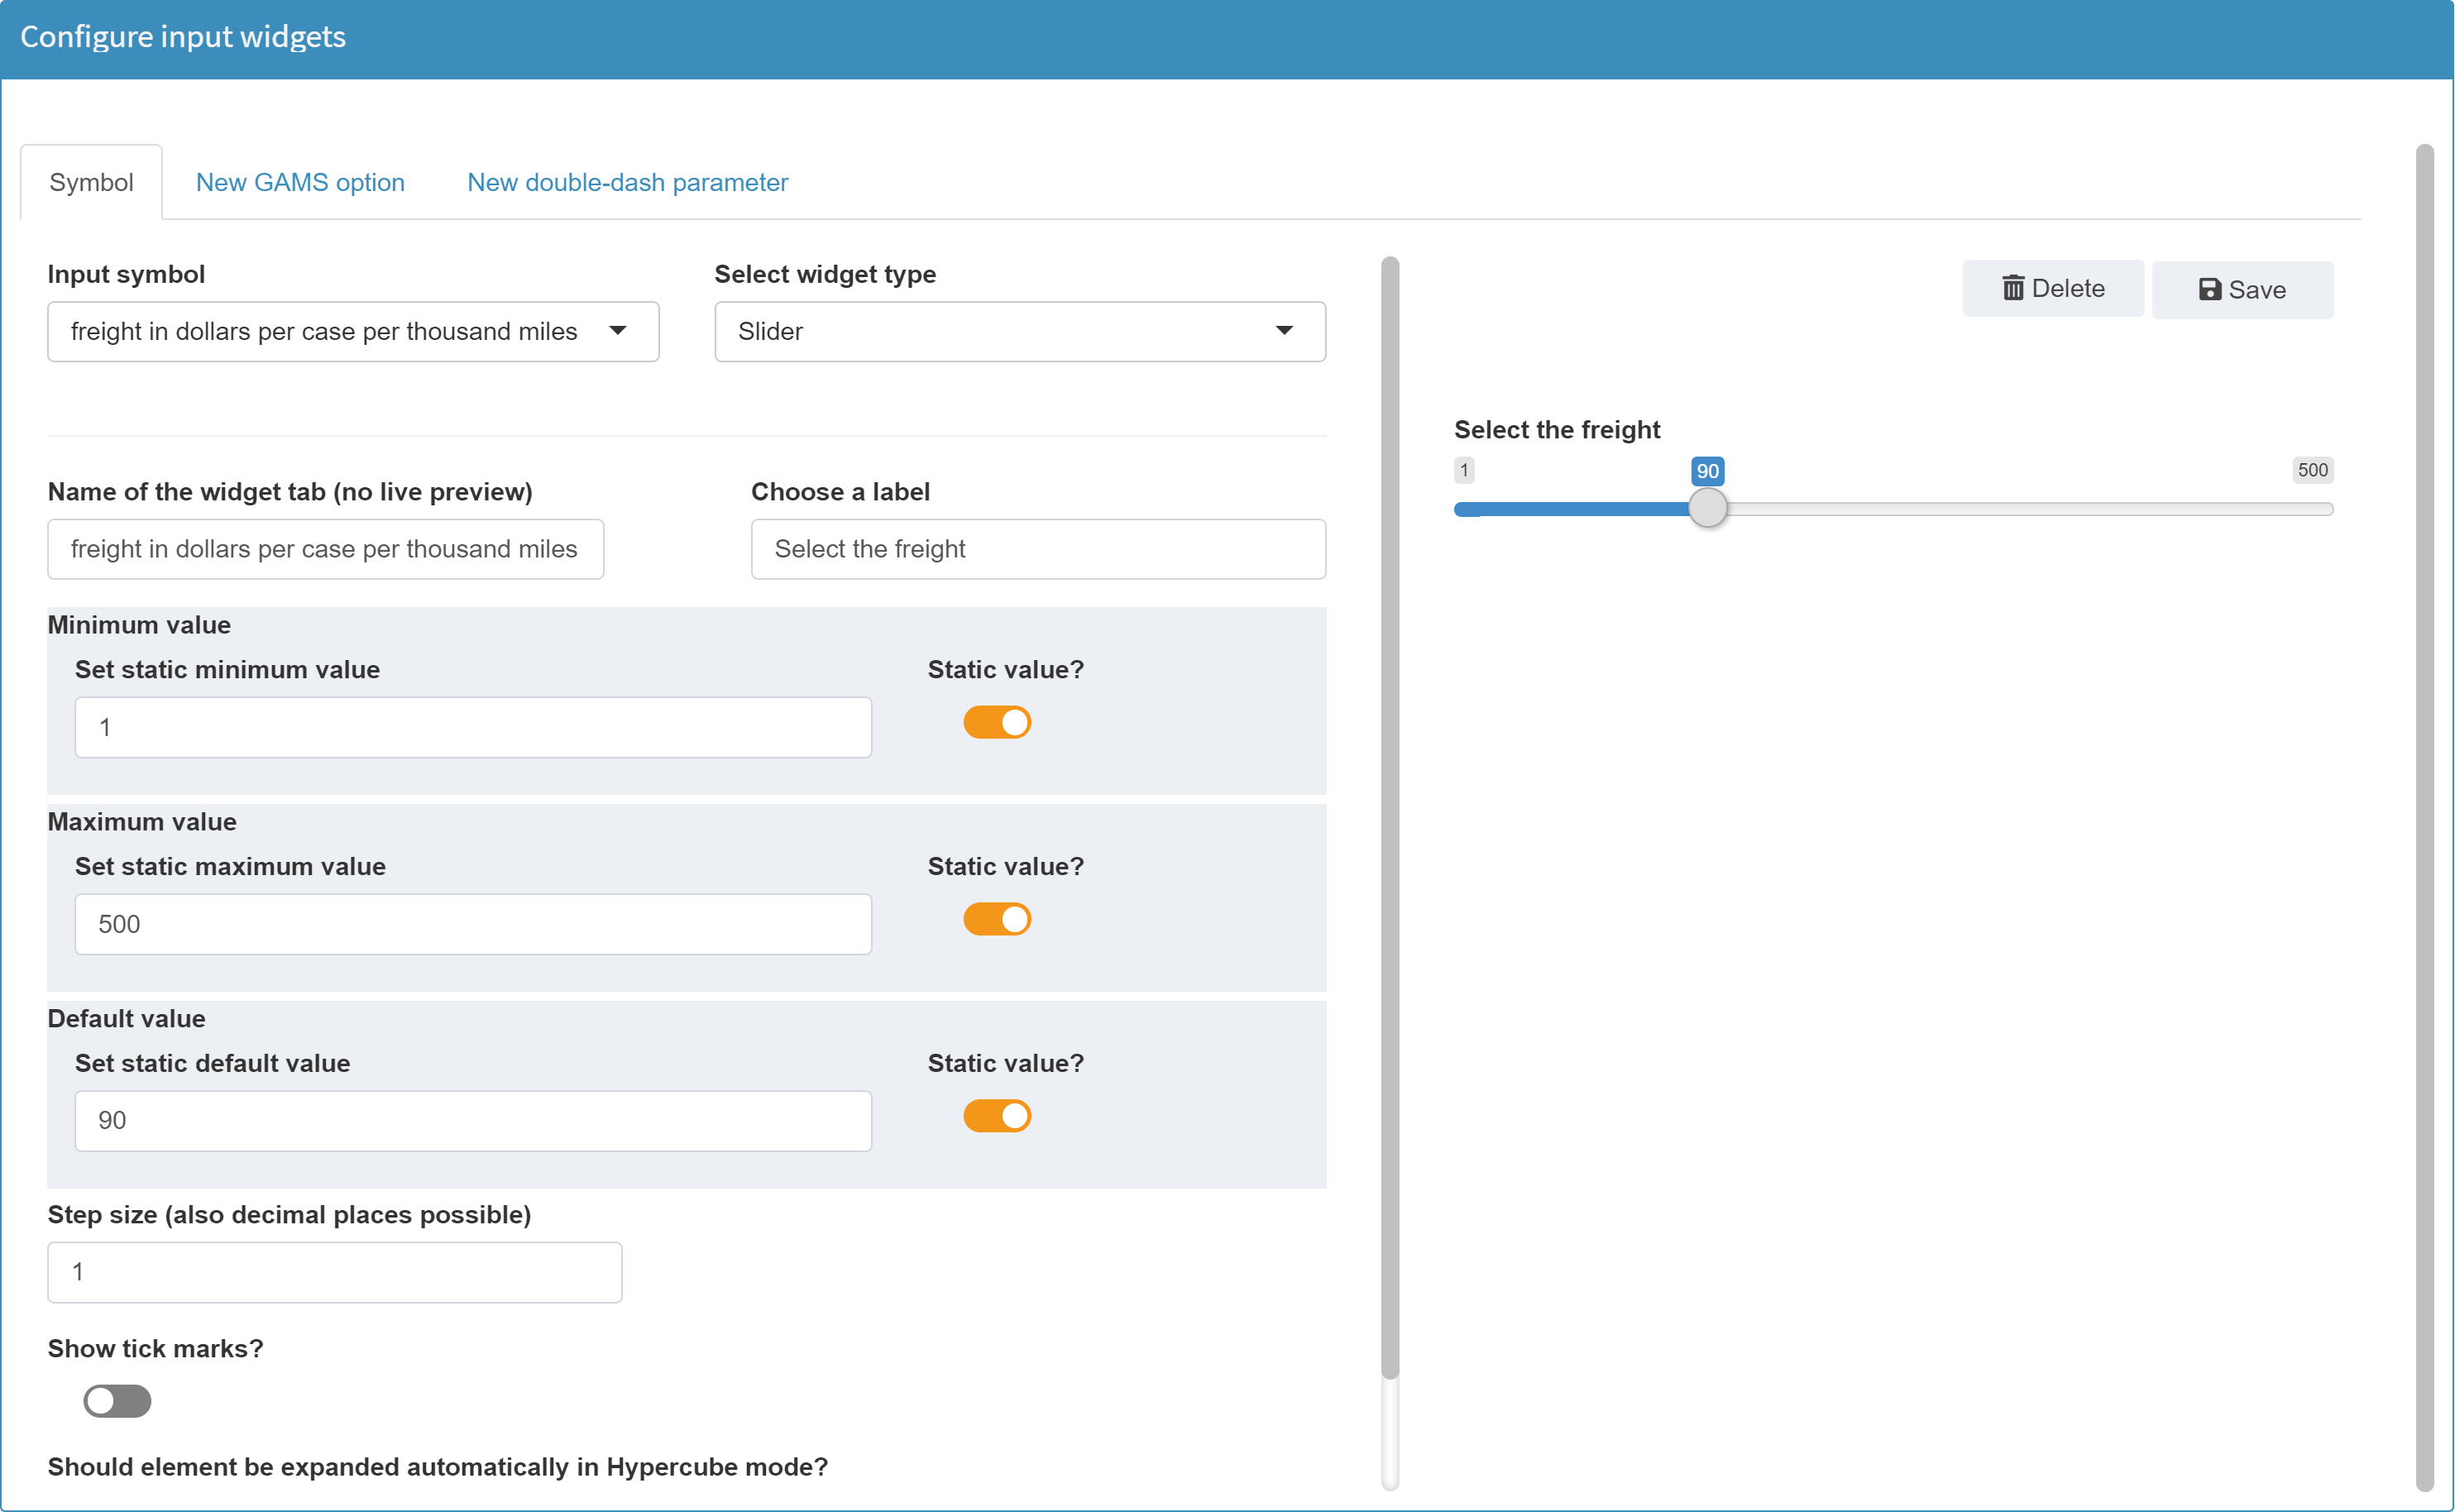 Configure input widgets
Symbol New GAMS option New double-dash parameter
Input symbol Select widget type
freight in dollars per case per thousand miles Slider
Delete Save
Select the freight
1 90 500
Name of the widget tab (no live preview) Choose a label
freight in dollars per case per thousand miles Select the freight
Minimum value
Set static minimum value Static value?
1
Maximum value
Set static maximum value Static value?
500
Default value
Set static default value Static value?
90
Step size (also decimal places possible)
1
Show tick marks?
Should element be expanded automatically in Hypercube mode?